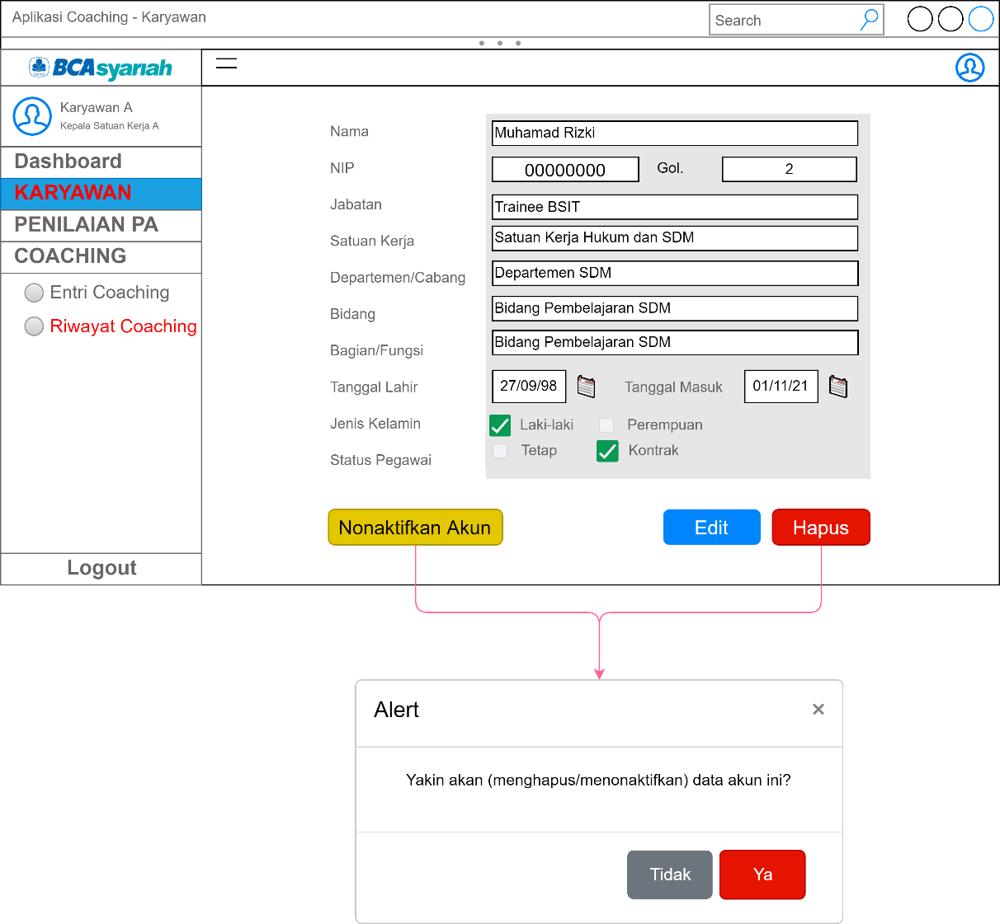 Aplikasi Coaching - Karyawan
Search
BCAsyariah
Karyawan A
Kepala Satuan Kerja A
Dashboard
KARYAWAN
PENILAIAN PA
COACHING
Entri Coaching
Riwayat Coaching
Logout
Nama Muhamad Rizki
NIP 00000000 Gol. 2
Jabatan Trainee BSIT
Satuan Kerja Satuan Kerja Hukum dan SDM
Departemen/Cabang Departemen SDM
Bidang Bidang Pembelajaran SDM
Bagian/Fungsi Bidang Pembelajaran SDM
Tanggal Lahir 27/09/98 Tanggal Masuk 01/11/21
Jenis Kelamin Laki-laki Perempuan
Status Pegawai Tetap Kontrak
Nonaktifkan Akun Edit Hapus
Alert ×
Yakin akan (menghapus/menonaktifkan) data akun ini?
Tidak Ya